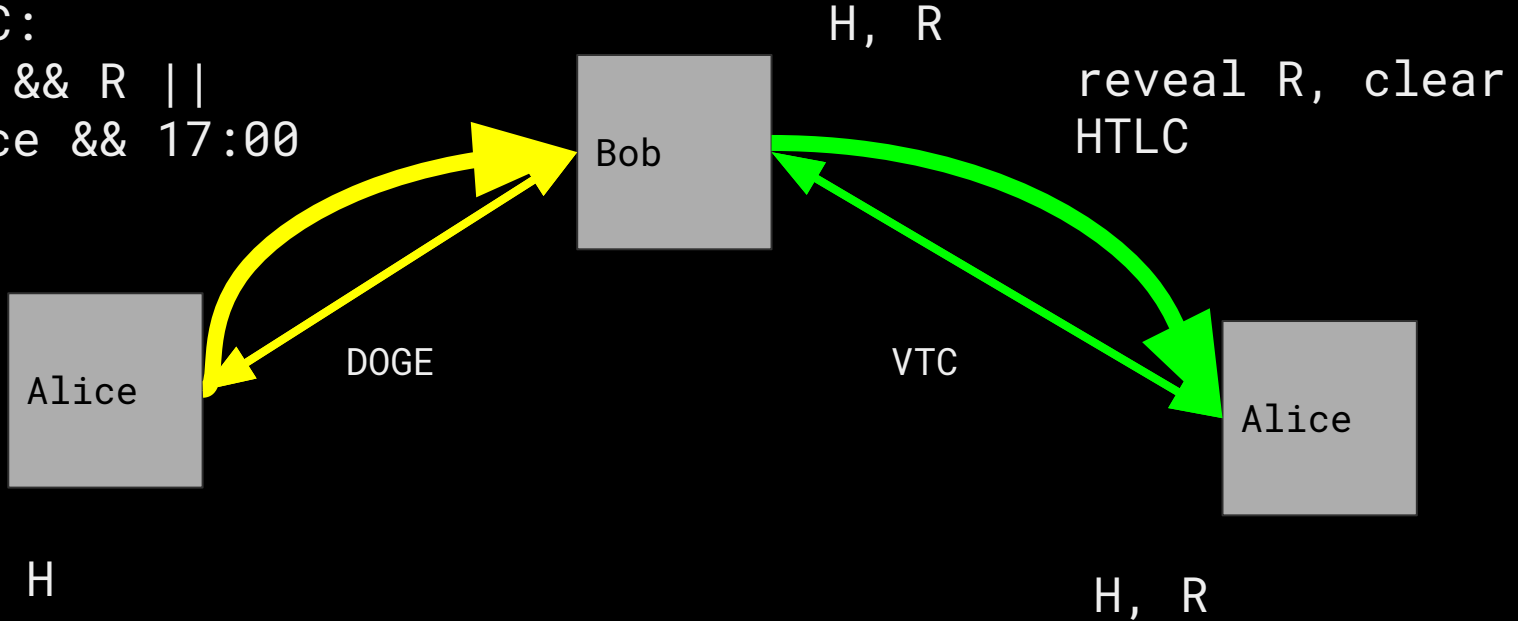 C:
&& R ||
ce && 17:00
H, R
reveal R, clear
HTLC
Bob
DOGE
VTC
Alice
Alice
H
H, R